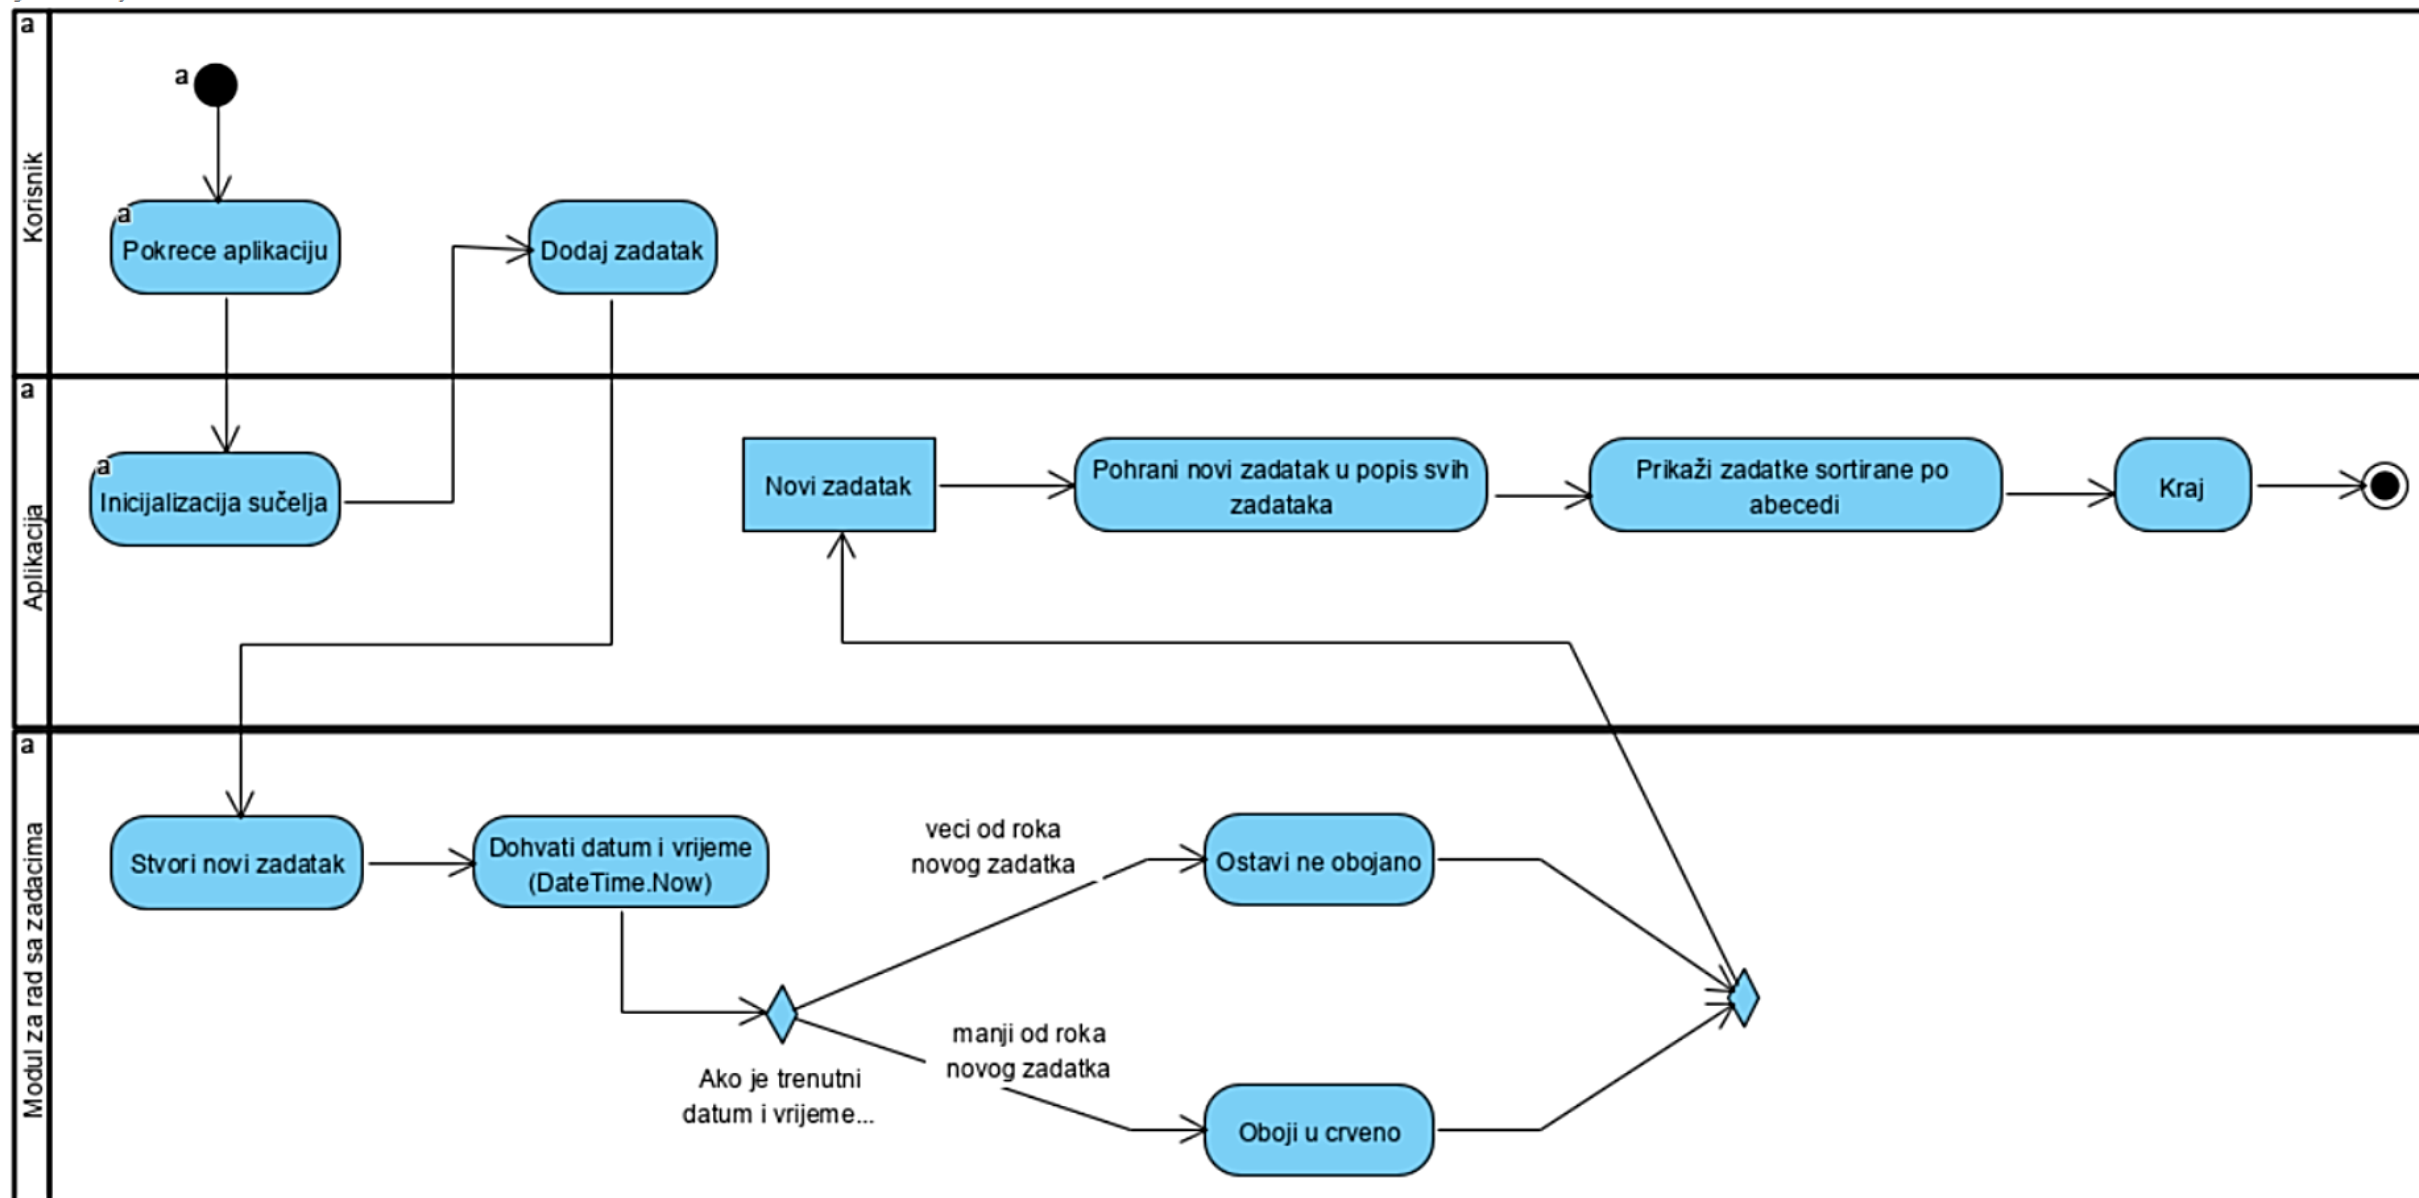 a
Korisnik
a
a
Pokrece aplikaciju
Dodaj zadatak
a
Aplikacija
a
Inicijalizacija sučelja
Novi zadatak
Pohrani novi zadatak u popis svih
zadataka
Prikaži zadatke sortirane po
abecedi
Kraj
a
Modul za rad sa zadacima
Stvori novi zadatak
Dohvati datum i vrijeme
(DateTime.Now)
veci od roka
novog zadatka
Ostavi ne obojano
Ako je trenutni
datum i vrijeme...
manji od roka
novog zadatka
Oboji u crveno